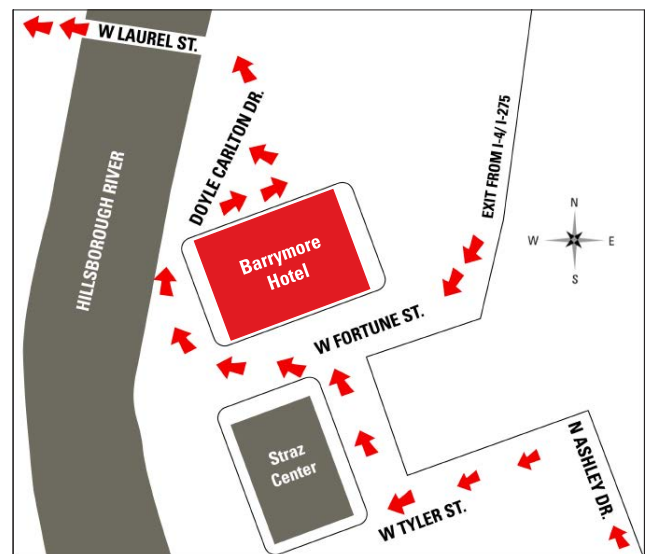 W LAUREL ST.
DOYLE CARLTON DR.
EXIT FROM I-4/ I-275
HILLSBOROUGH RIVER
N
W
E
S
Barrymore
Hotel
W FORTUNE ST.
Straz
Center
N ASHLEY DR.
W TYLER ST.